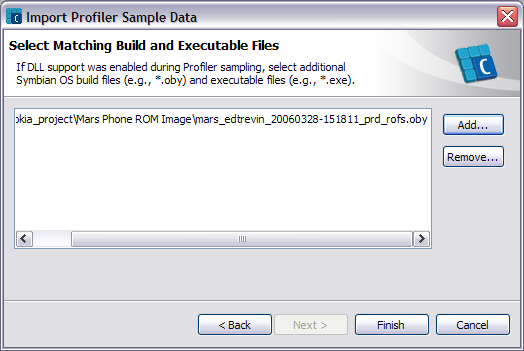 Import Profiler Sample Data
Select Matching Build and Executable Files
If DLL support was enabled during Profiler sampling, select additional
Symbian OS build files (e.g., *.oby) and executable files (e.g., *.exe).
C
kia_project\Mars Phone ROM Image\mars_edtrevin_20060328-151811_prd_rofs.oby
Add...
Remove...
< Back
Next >
Finish
Cancel